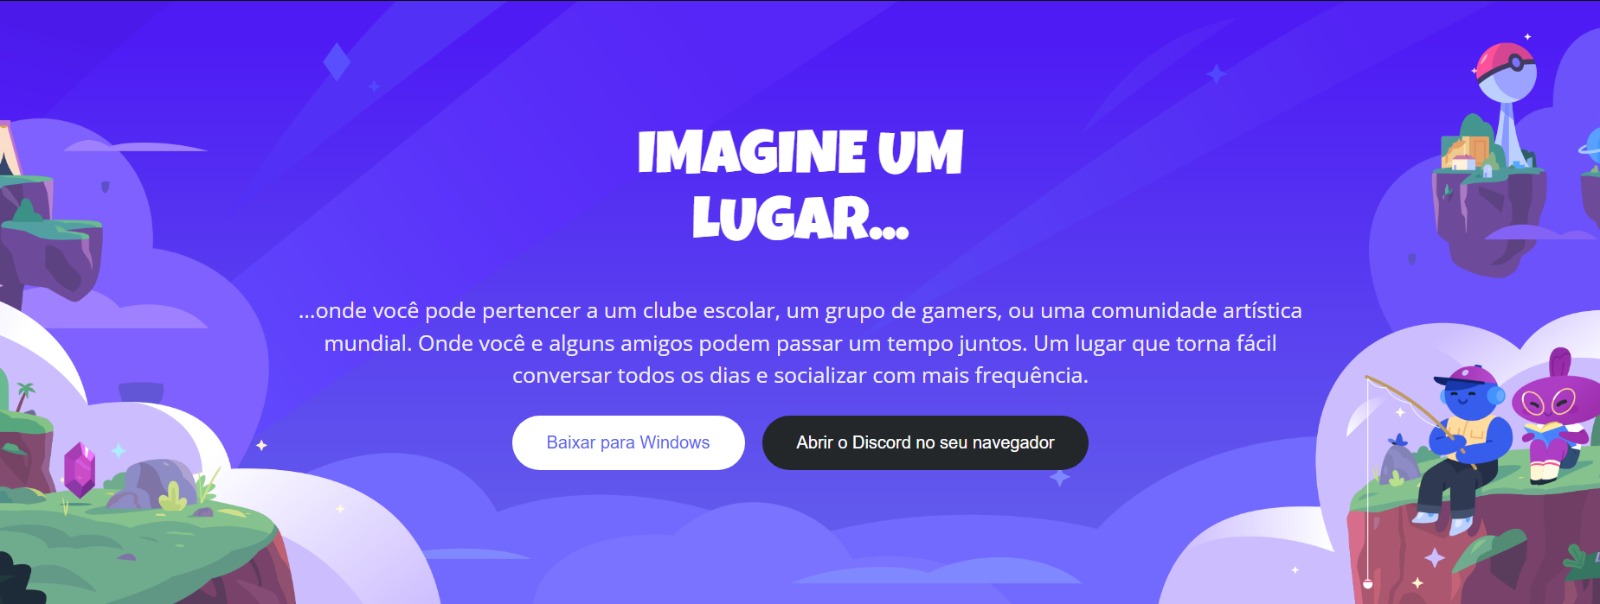 IMAGINE UM
LUGAR...
...onde você pode pertencer a um clube escolar, um grupo de gamers, ou uma comunidade artística
mundial. Onde você e alguns amigos podem passar um tempo juntos. Um lugar que torna fácil
conversar todos os dias e socializar com mais frequência.
Baixar para Windows
Abrir o Discord no seu navegador